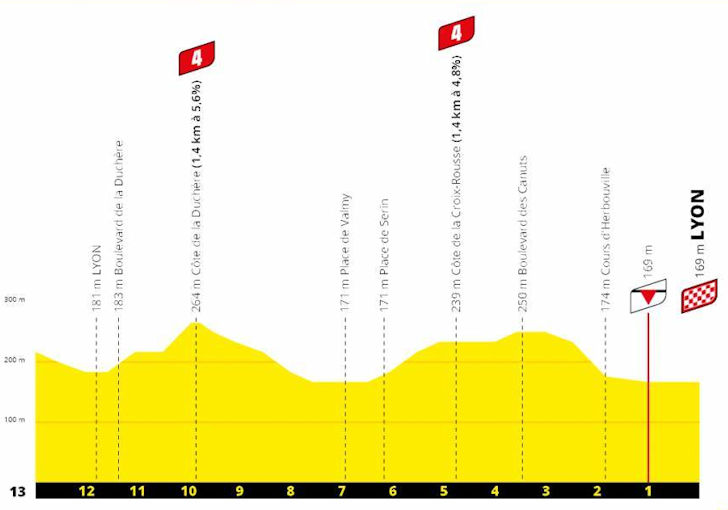 4
4
181 m LYON
183 m Boulevard de la Duchère
264 m Côte de la Duchère (1,4 km à 5,6%)
171 m Place de Valmy
171 m Place de Serin
239 m Côte de la Croix-Rousse (1,4 km à 4,8%)
250 m Boulevard des Canuts
174 m Cours d'Herbouville
169 m
169 m LYON
300 m
200 m
100 m
13 12 11 10 9 8 7 6 5 4 3 2 1